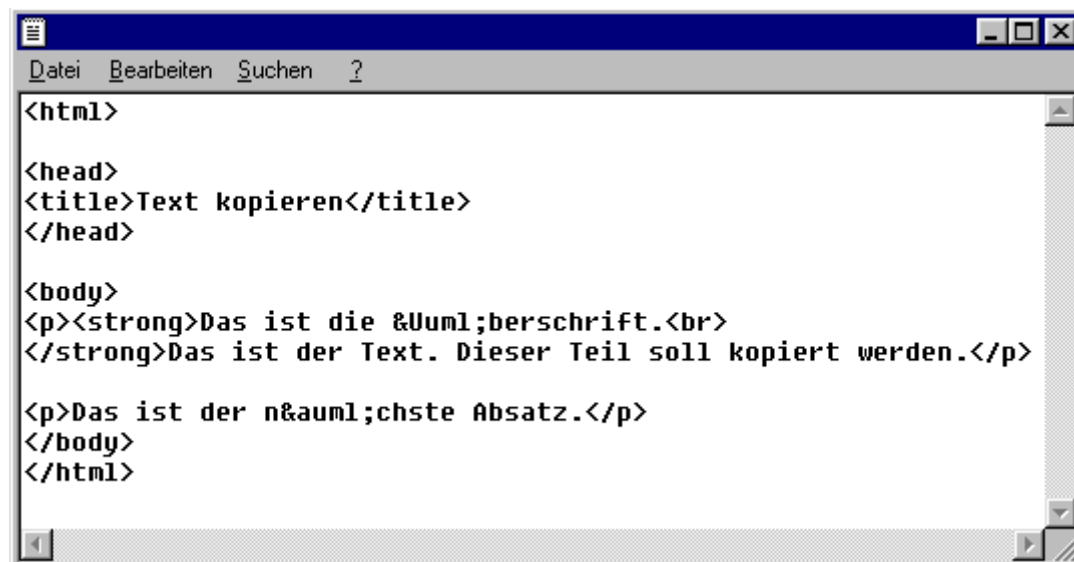 Datei Bearbeiten Suchen ?
<html>
<head>
<title>Text kopieren</title>
</head>
<body>
<p><strong>Das ist die &Uuml;berschrift.<br>
</strong>Das ist der Text. Dieser Teil soll kopiert werden.</p>
<p>Das ist der n&auml;chste Absatz.</p>
</body>
</html>